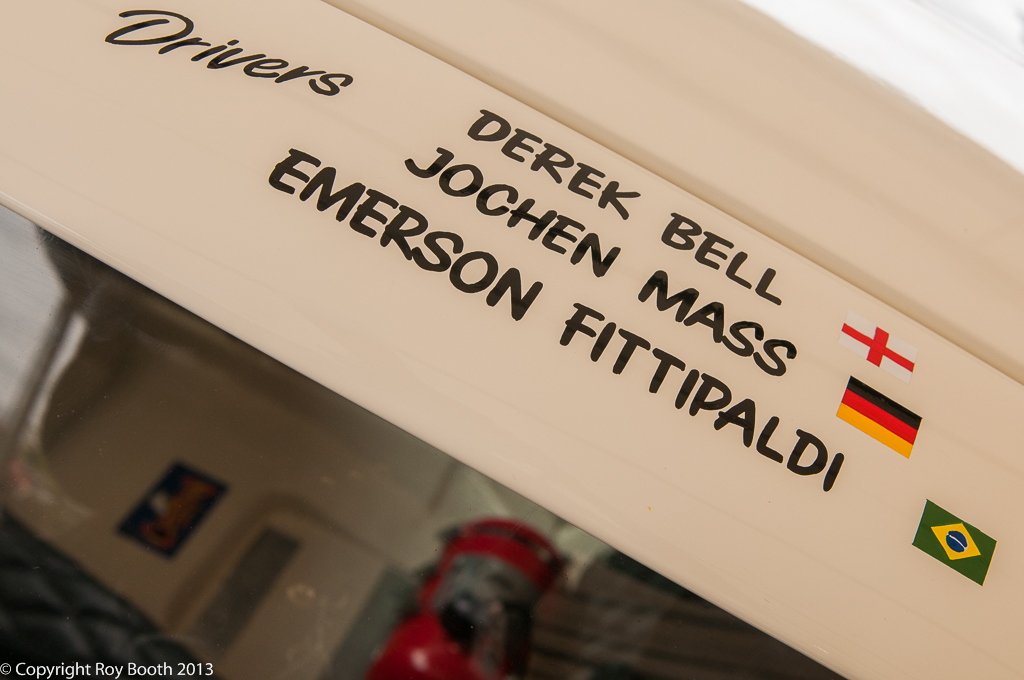 Drivers
DEREK BELL
JOCHEN MASS
EMERSON FITTIPALDI
© Copyright Roy Booth 2013